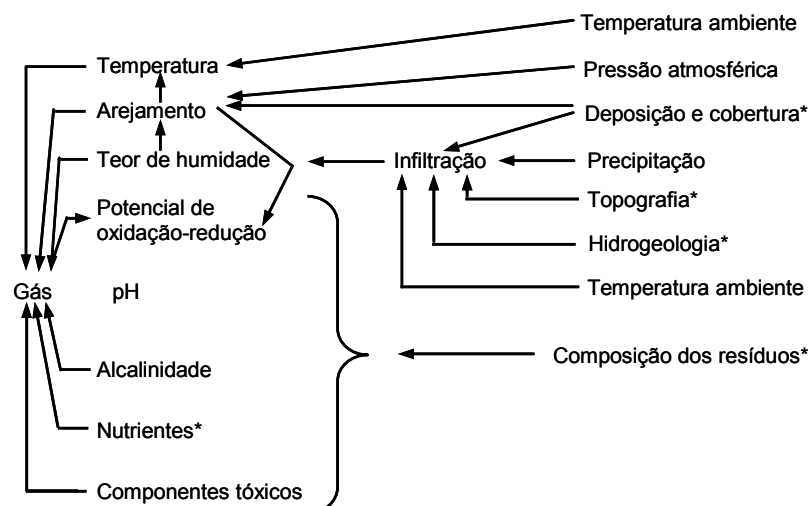 Temperatura ambiente
Temperatura
Pressão atmosférica
Arejamento
Deposição e cobertura*
Teor de humidade
Infiltração
Precipitação
Topografia*
Potencial de
oxidação-redução
Hidrogeologia*
Gás
pH
Temperatura ambiente
Composição dos resíduos*
Alcalinidade
Nutrientes*
Componentes tóxicos